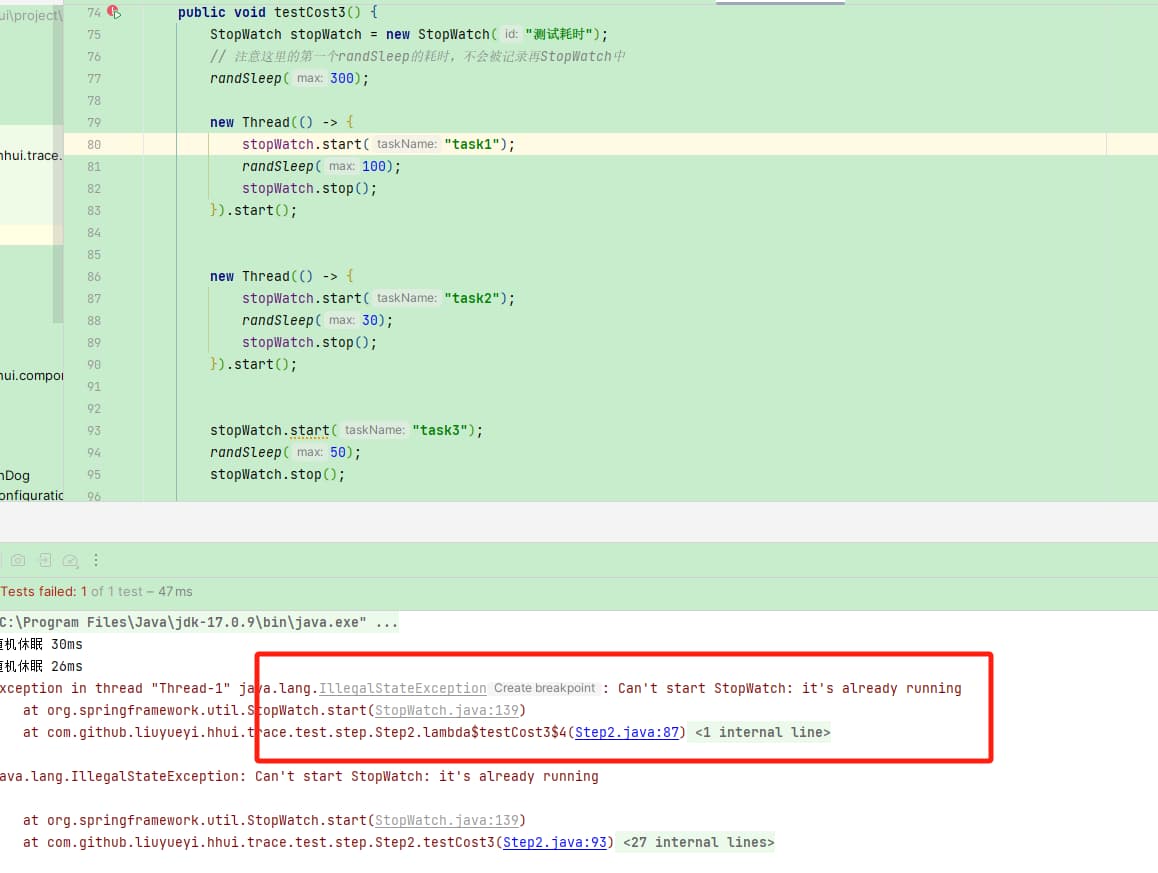 ui\project\
74 public void testCost3() {
75 StopWatch stopWatch = new StopWatch( id: "测试耗时");
76 // 注意这里的第一个randSleep的耗时，不会被记录再StopWatch中
77 randSleep( max: 300);
78
79 new Thread(() -> {
80 stopWatch.start( taskName: "task1");
nhui.trace.
81 randSleep( max: 100);
82 stopWatch.stop();
83 }).start();
84
85
86 new Thread(() -> {
87 stopWatch.start( taskName: "task2");
88 randSleep( max: 30);
89 stopWatch.stop();
90 }).start();
nui.compor
91
92
93 stopWatch.start( taskName: "task3");
94 randSleep( max: 50);
95 stopWatch.stop();
nDog
onfiguratic
96
Tests failed: 1 of 1 test – 47 ms
C:\Program Files\Java\jdk-17.0.9\bin\java.exe" ...
机休眠 30ms
机休眠 26ms
xception in thread "Thread-1" java.lang.IllegalStateException Create breakpoint : Can't start StopWatch: it's already running
at org.springframework.util.StopWatch.start(StopWatch.java:139)
at com.github.liuyueyi.hhui.trace.test.step.Step2.lambda$testCost3$4(Step2.java:87) <1 internal line>
ava.lang.IllegalStateException: Can't start StopWatch: it's already running
at org.springframework.util.StopWatch.start(StopWatch.java:139)
at com.github.liuyueyi.hhui.trace.test.step.Step2.testCost3(Step2.java:93) <27 internal lines>